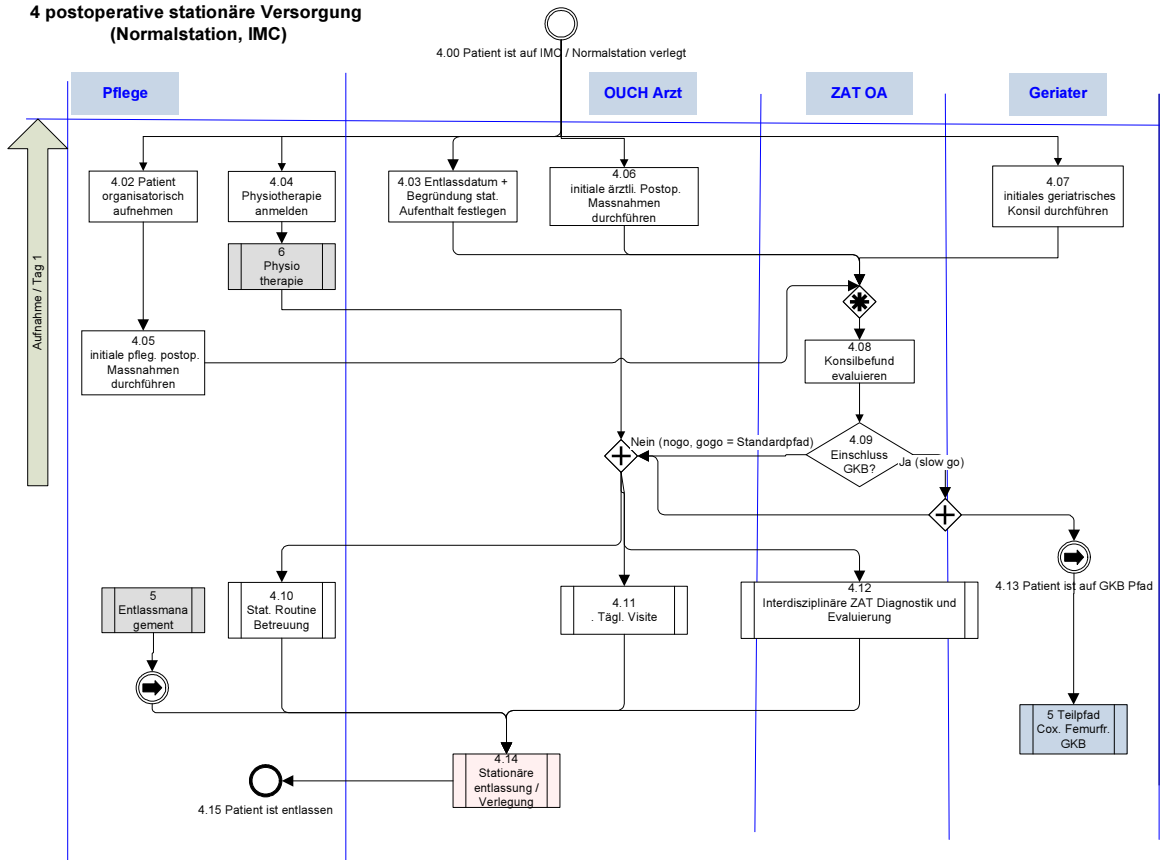 4 postoperative stationäre Versorgung
(Normalstation, IMC)
4.00 Patient ist auf IMC / Normalstation verlegt
Pflege
OUCH Arzt
ZAT OA
Geriater
Aufnahme / Tag 1
4.02 Patient
organisatorisch
aufnehmen
4.04
Physiotherapie
anmelden
4.03 Entlassdatum +
Begründung stat.
Aufenthalt festlegen
4.06
initiale ärztli. Postop.
Massnahmen
durchführen
4.07
initiales geriatrisches
Konsil durchführen
6
Physio
therapie
4.05
initiale pfleg. postop.
Massnahmen
durchführen
4.08
Konsilbefund
evaluieren
4.09
Einschluss
GKB?
Nein (nogo, gogo = Standardpfad)
Ja (slow go)
5
Entlassmana
gement
4.10
Stat. Routine
Betreuung
4.11
. Tägl. Visite
4.12
Interdisziplinäre ZAT Diagnostik und
Evaluierung
4.13 Patient ist auf GKB Pfad
5 Teilpfad
Cox. Femurfr.
GKB
4.14
Stationäre
entlassung /
Verlegung
4.15 Patient ist entlassen